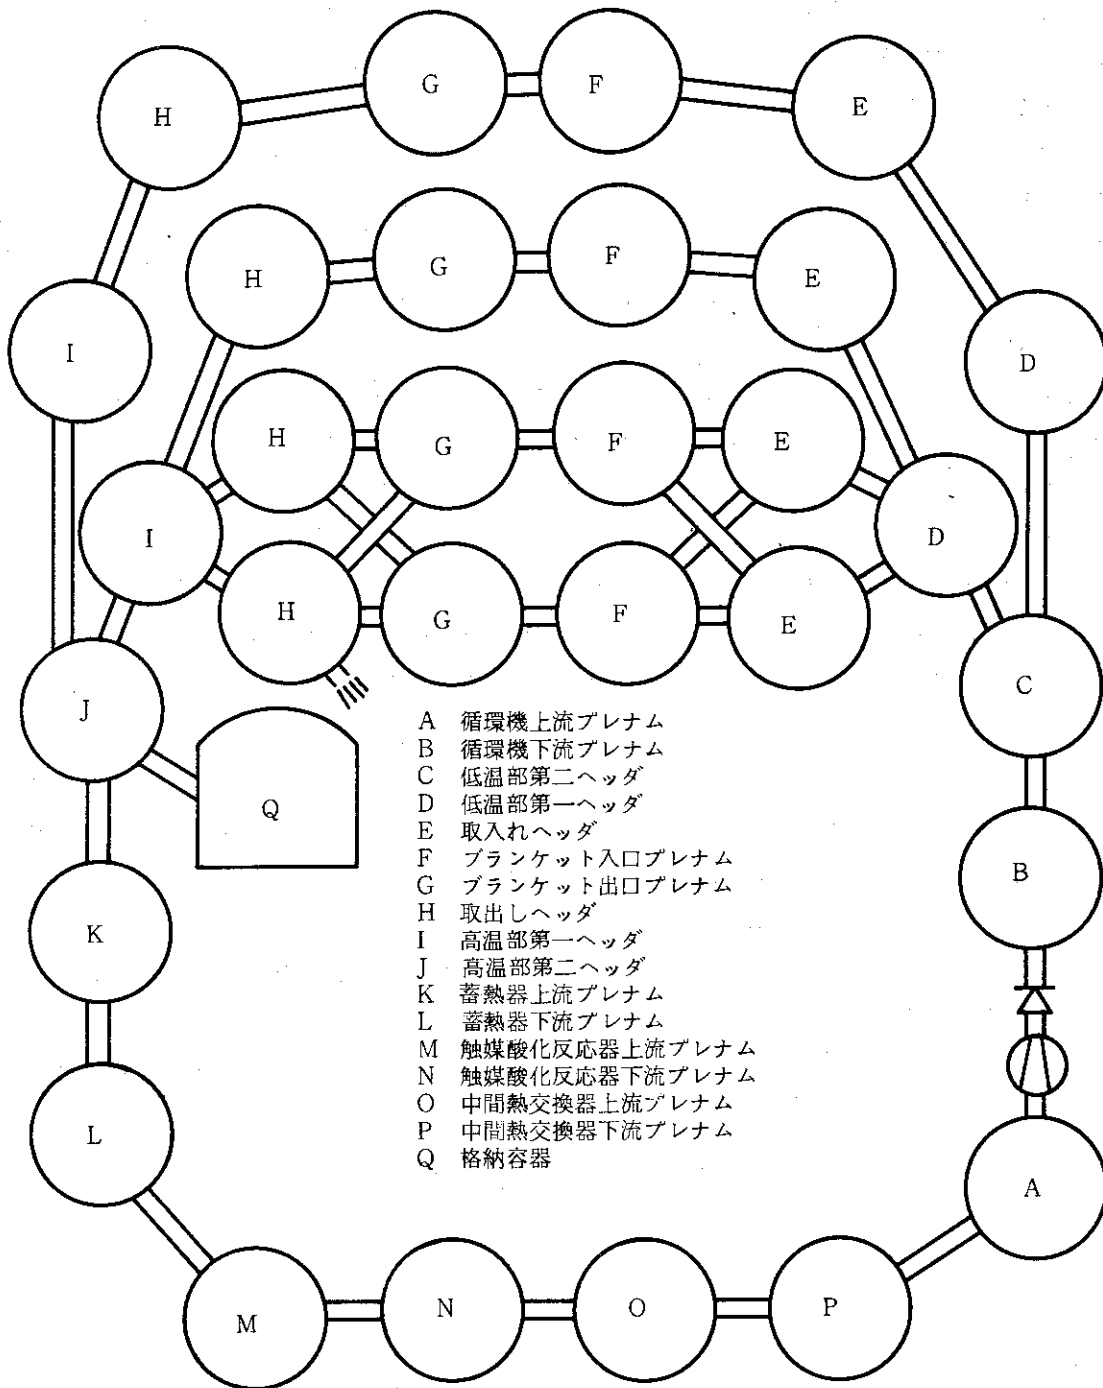 H
G
F
E
H
G
F
E
I
D
H
G
F
E
I
D
H
G
F
E
J
C
Q
B
K
L
A
M
N
O
P
A 循環機上流プレナム
B 循環機下流プレナム
C 低温部第二ヘッダ
D 低温部第一ヘッダ
E 取入れヘッダ
F ブランケット入口プレナム
G ブランケット出口プレナム
H 取出しヘッダ
I 高温部第一ヘッダ
J 高温部第二ヘッダ
K 蓄熱器上流プレナム
L 蓄熱器下流プレナム
M 触媒酸化反応器上流プレナム
N 触媒酸化反応器下流プレナム
O 中間熱交換器上流プレナム
P 中間熱交換器下流プレナム
Q 格納容器